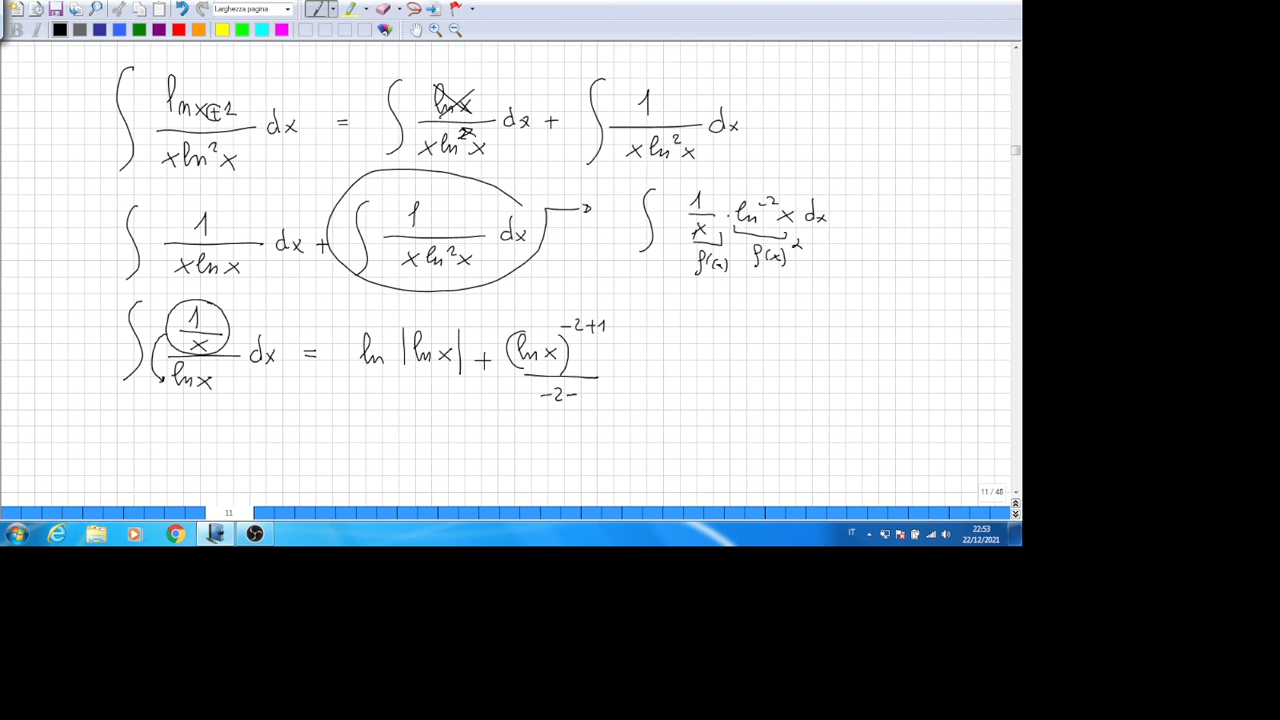 Larghezza pagina
∫ (ln x + 1)/(x ln² x) dx = ∫ ln x/(x ln² x) dx + ∫ 1/(x ln² x) dx
∫ 1/(x ln x) dx + ∫ 1/(x ln² x) dx → ∫ 1/x · ln⁻² x dx
f'(x) f(x)^α
∫ (1/x)/(ln x) dx = ln |ln x| + (ln x)^(-2+1)/(-2-
11 / 48
11
IT
22:53
22/12/2021